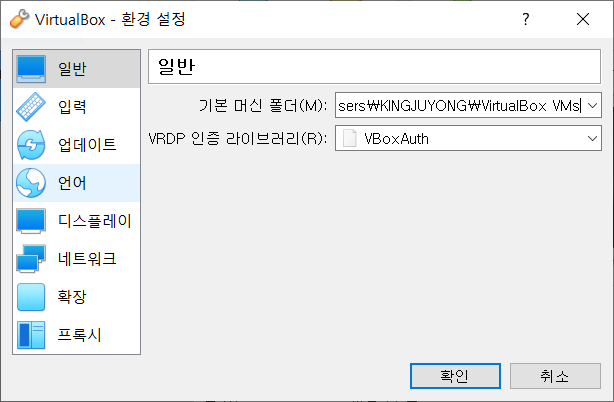 VirtualBox - 환경 설정
일반
입력
업데이트
언어
디스플레이
네트워크
확장
프록시
일반
기본 머신 폴더(M): sers₩KINGJUYONG₩VirtualBox VMs
VRDP 인증 라이브러리(R): VBoxAuth
확인
취소